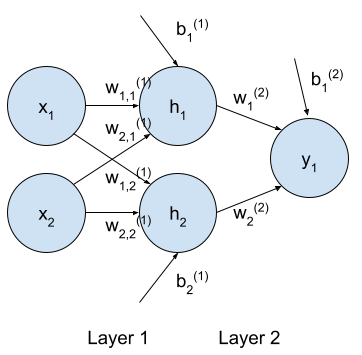 b₁⁽¹⁾
b₁⁽²⁾
w₁,₁⁽¹⁾
x₁
h₁
w₁⁽²⁾
w₂,₁⁽¹⁾
y₁
w₁,₂⁽¹⁾
x₂
h₂
w₂⁽²⁾
w₂,₂⁽¹⁾
b₂⁽¹⁾
Layer 1
Layer 2